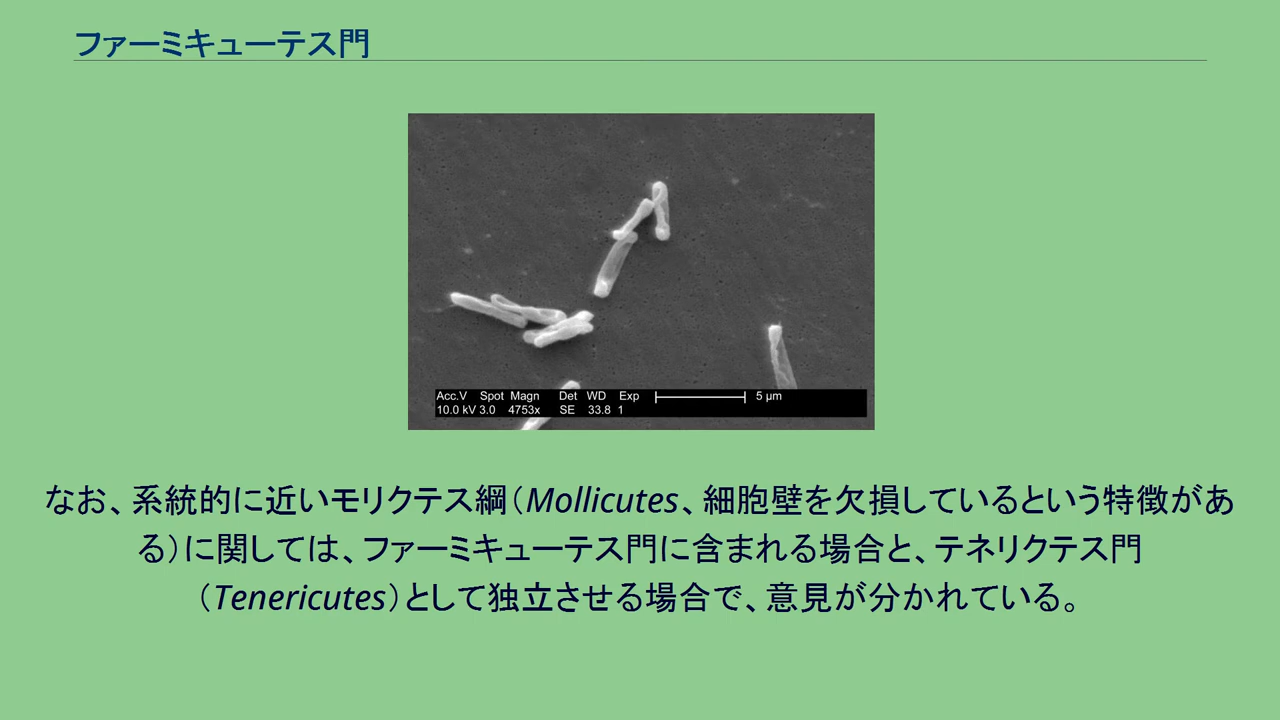 ファーミキューテス門
Acc.V Spot Magn Det WD Exp
10.0 kV 3.0 4753x SE 33.8 1
5 µm
なお、系統的に近いモリクテス綱（Mollicutes、細胞壁を欠損しているという特徴があ
る）に関しては、ファーミキューテス門に含まれる場合と、テネリクテス門
（Tenericutes）として独立させる場合で、意見が分かれている。